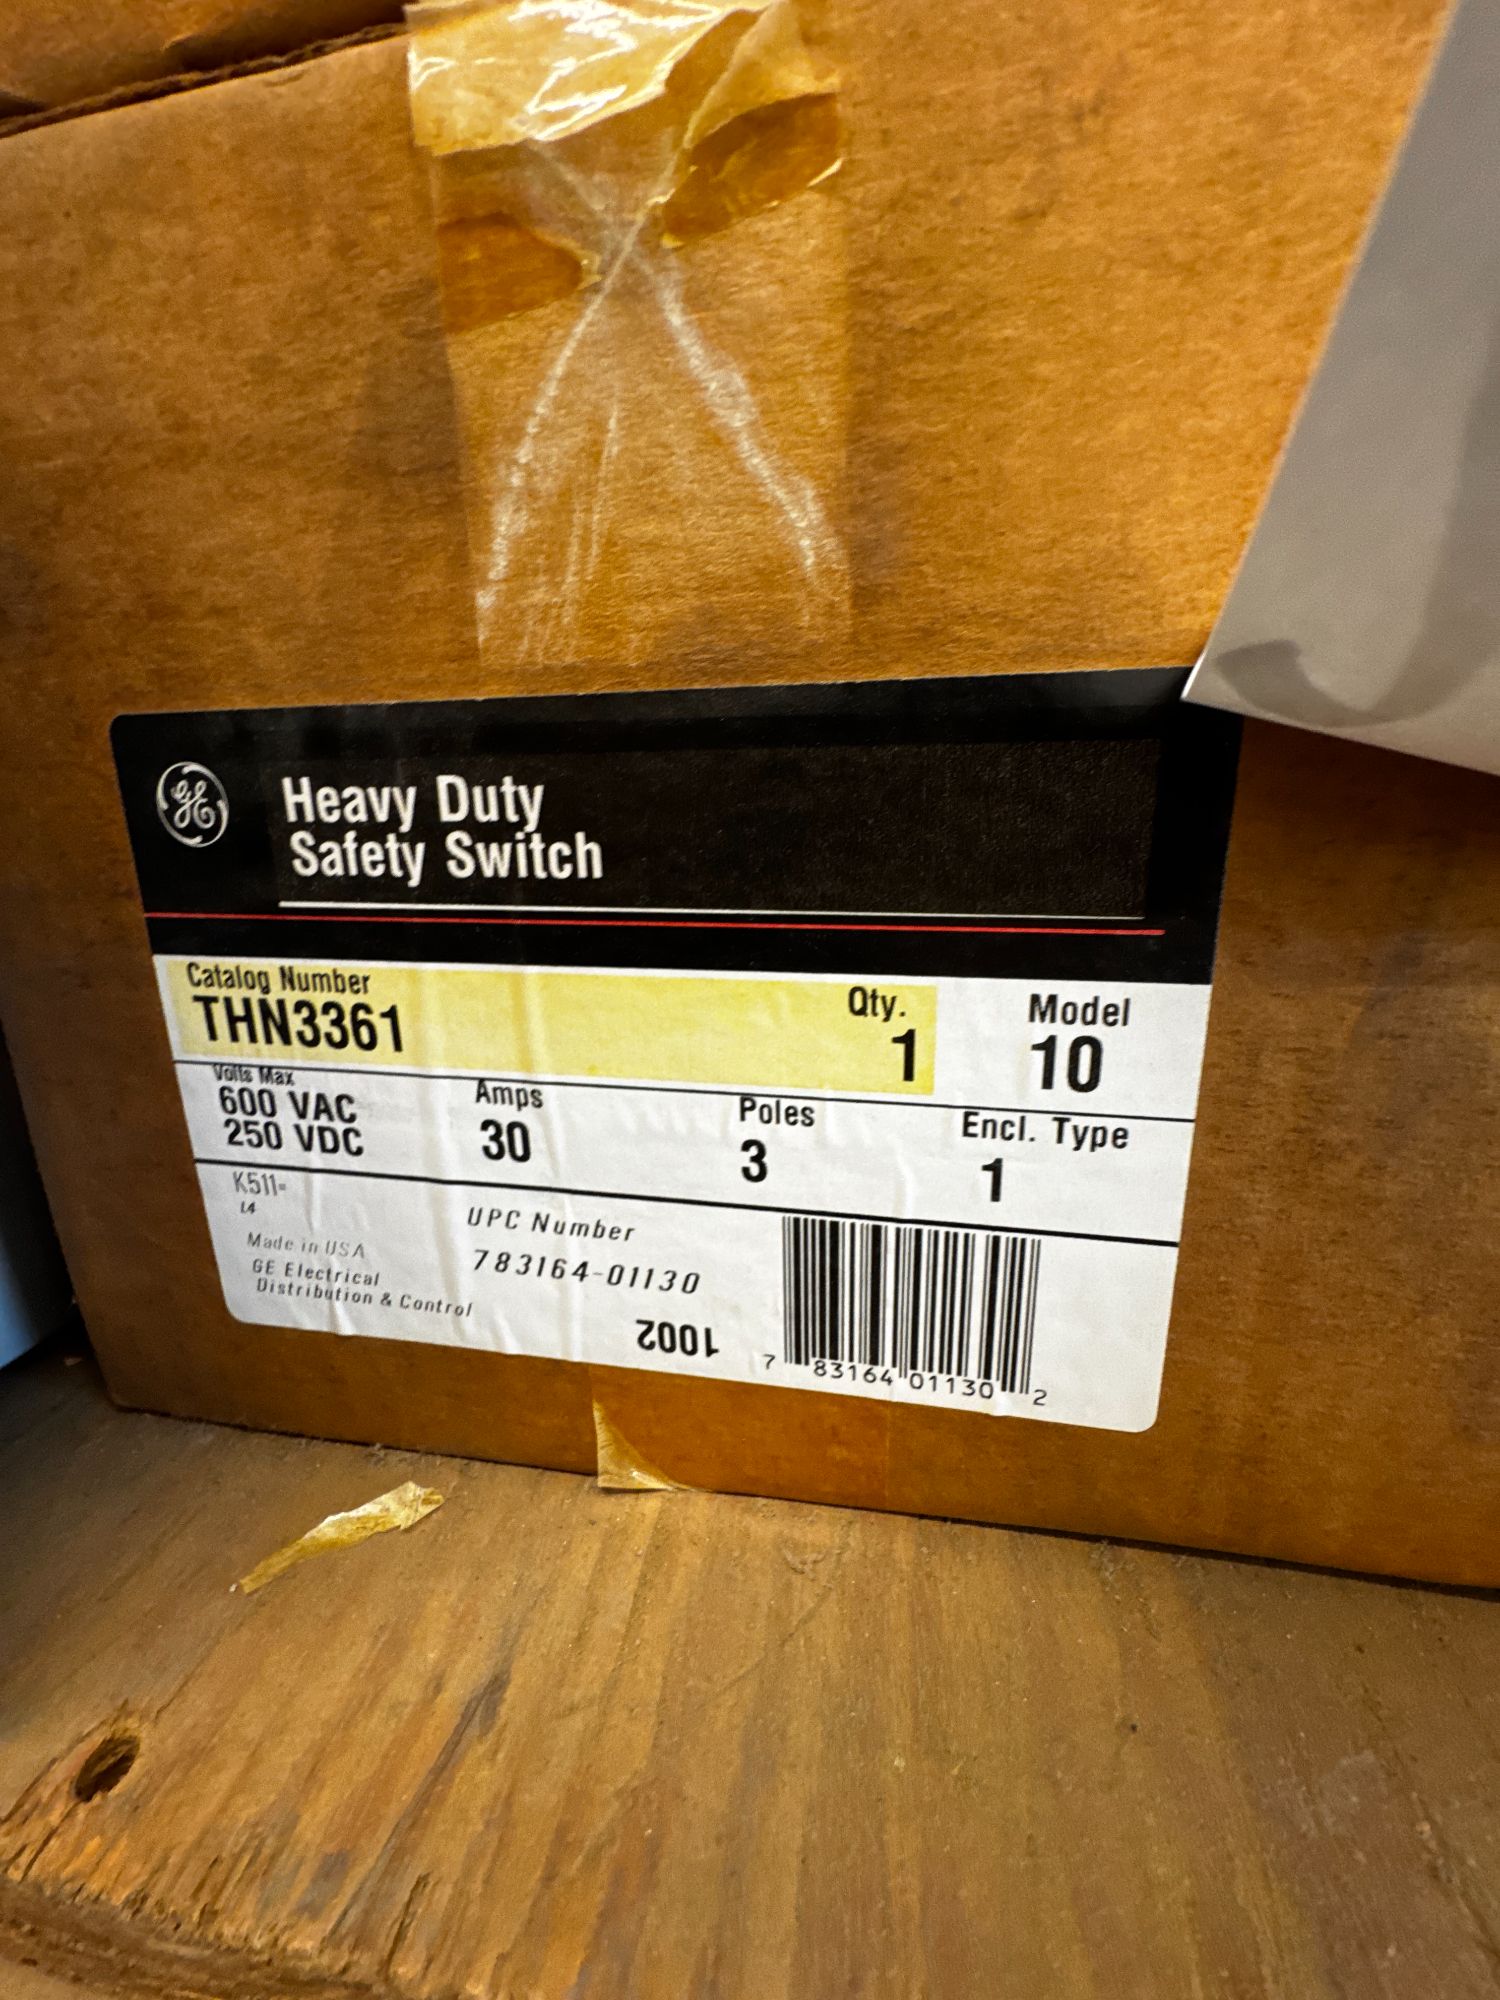 GE
Heavy Duty
Safety Switch
Catalog Number
THN3361
Qty.
1
Model
10
Volts Max
600 VAC
250 VDC
Amps
30
Poles
3
Encl. Type
1
K511-
L4
Made in USA
GE Electrical
Distribution & Control
UPC Number
783164-01130
1002
7 83164 01130 2